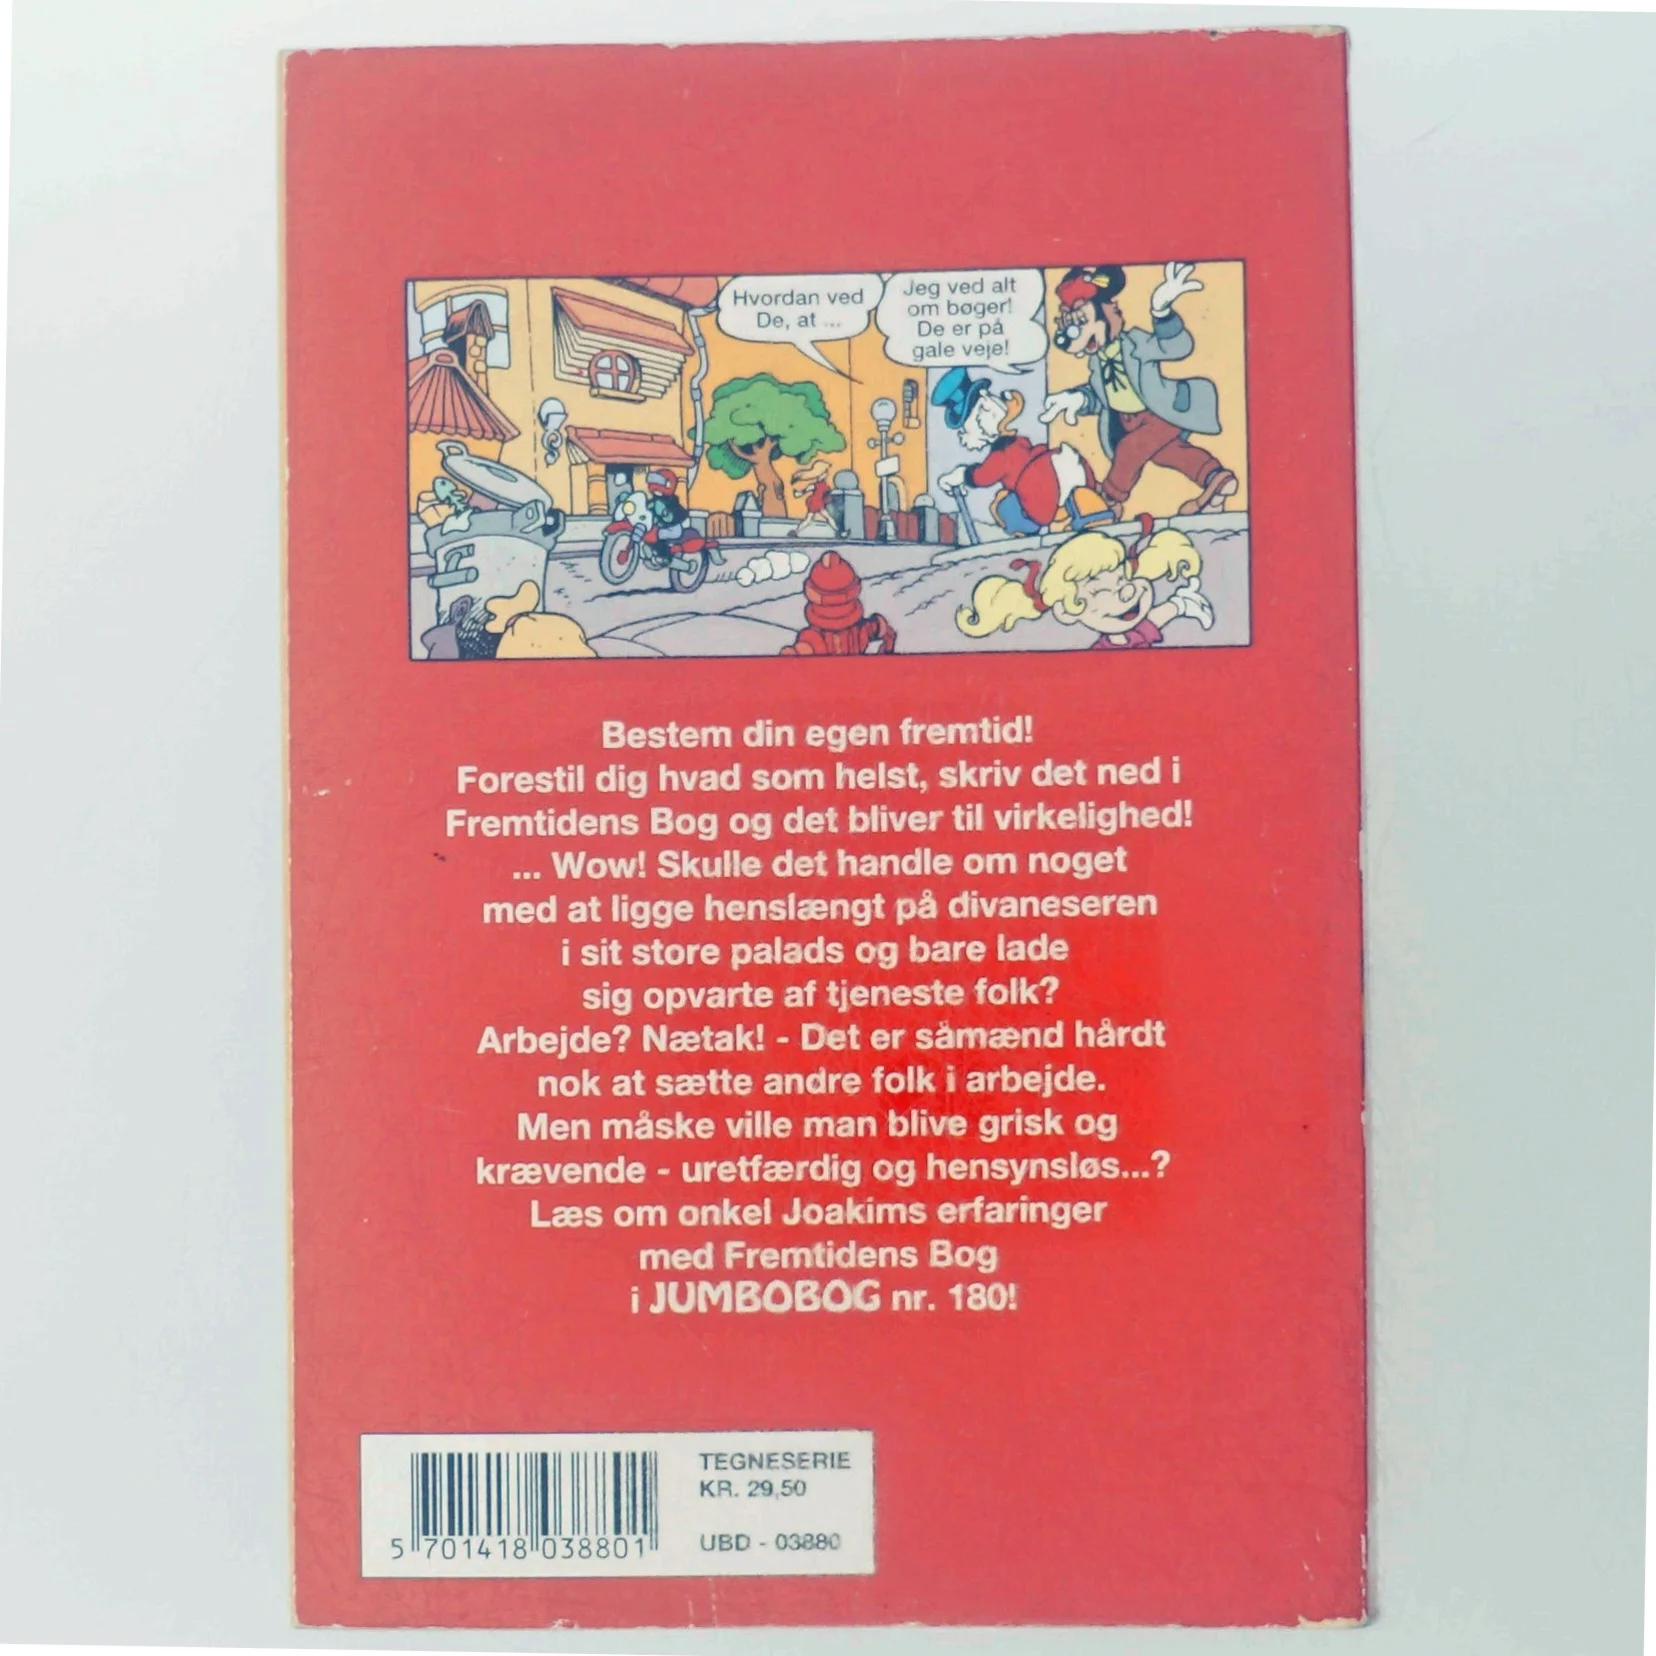 Hvordan ved
De, at ...
Jeg ved alt
om bøger!
De er på
gale veje!
Bestem din egen fremtid!
Forestil dig hvad som helst, skriv det ned i
Fremtidens Bog og det bliver til virkelighed!
... Wow! Skulle det handle om noget
med at ligge henslængt på divaneseren
i sit store palads og bare lade
sig opvarte af tjeneste folk?
Arbejde? Nætak! - Det er såmænd hårdt
nok at sætte andre folk i arbejde.
Men måske ville man blive grisk og
krævende - uretfærdig og hensynsløs...?
Læs om onkel Joakims erfaringer
med Fremtidens Bog
i JUMBOBOG nr. 180!
TEGNESERIE
KR. 29,50
UBD - 03880
5 701418 038801